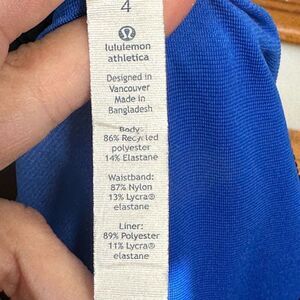 4
lululemon
athletica
Designed in
Vancouver
Made in
Bangladesh
Body:
86% Recycled
polyester
14% Elastane
Waistband:
87% Nylon
13% Lycra®
elastane
Liner:
89% Polyester
11% Lycra®
elastane